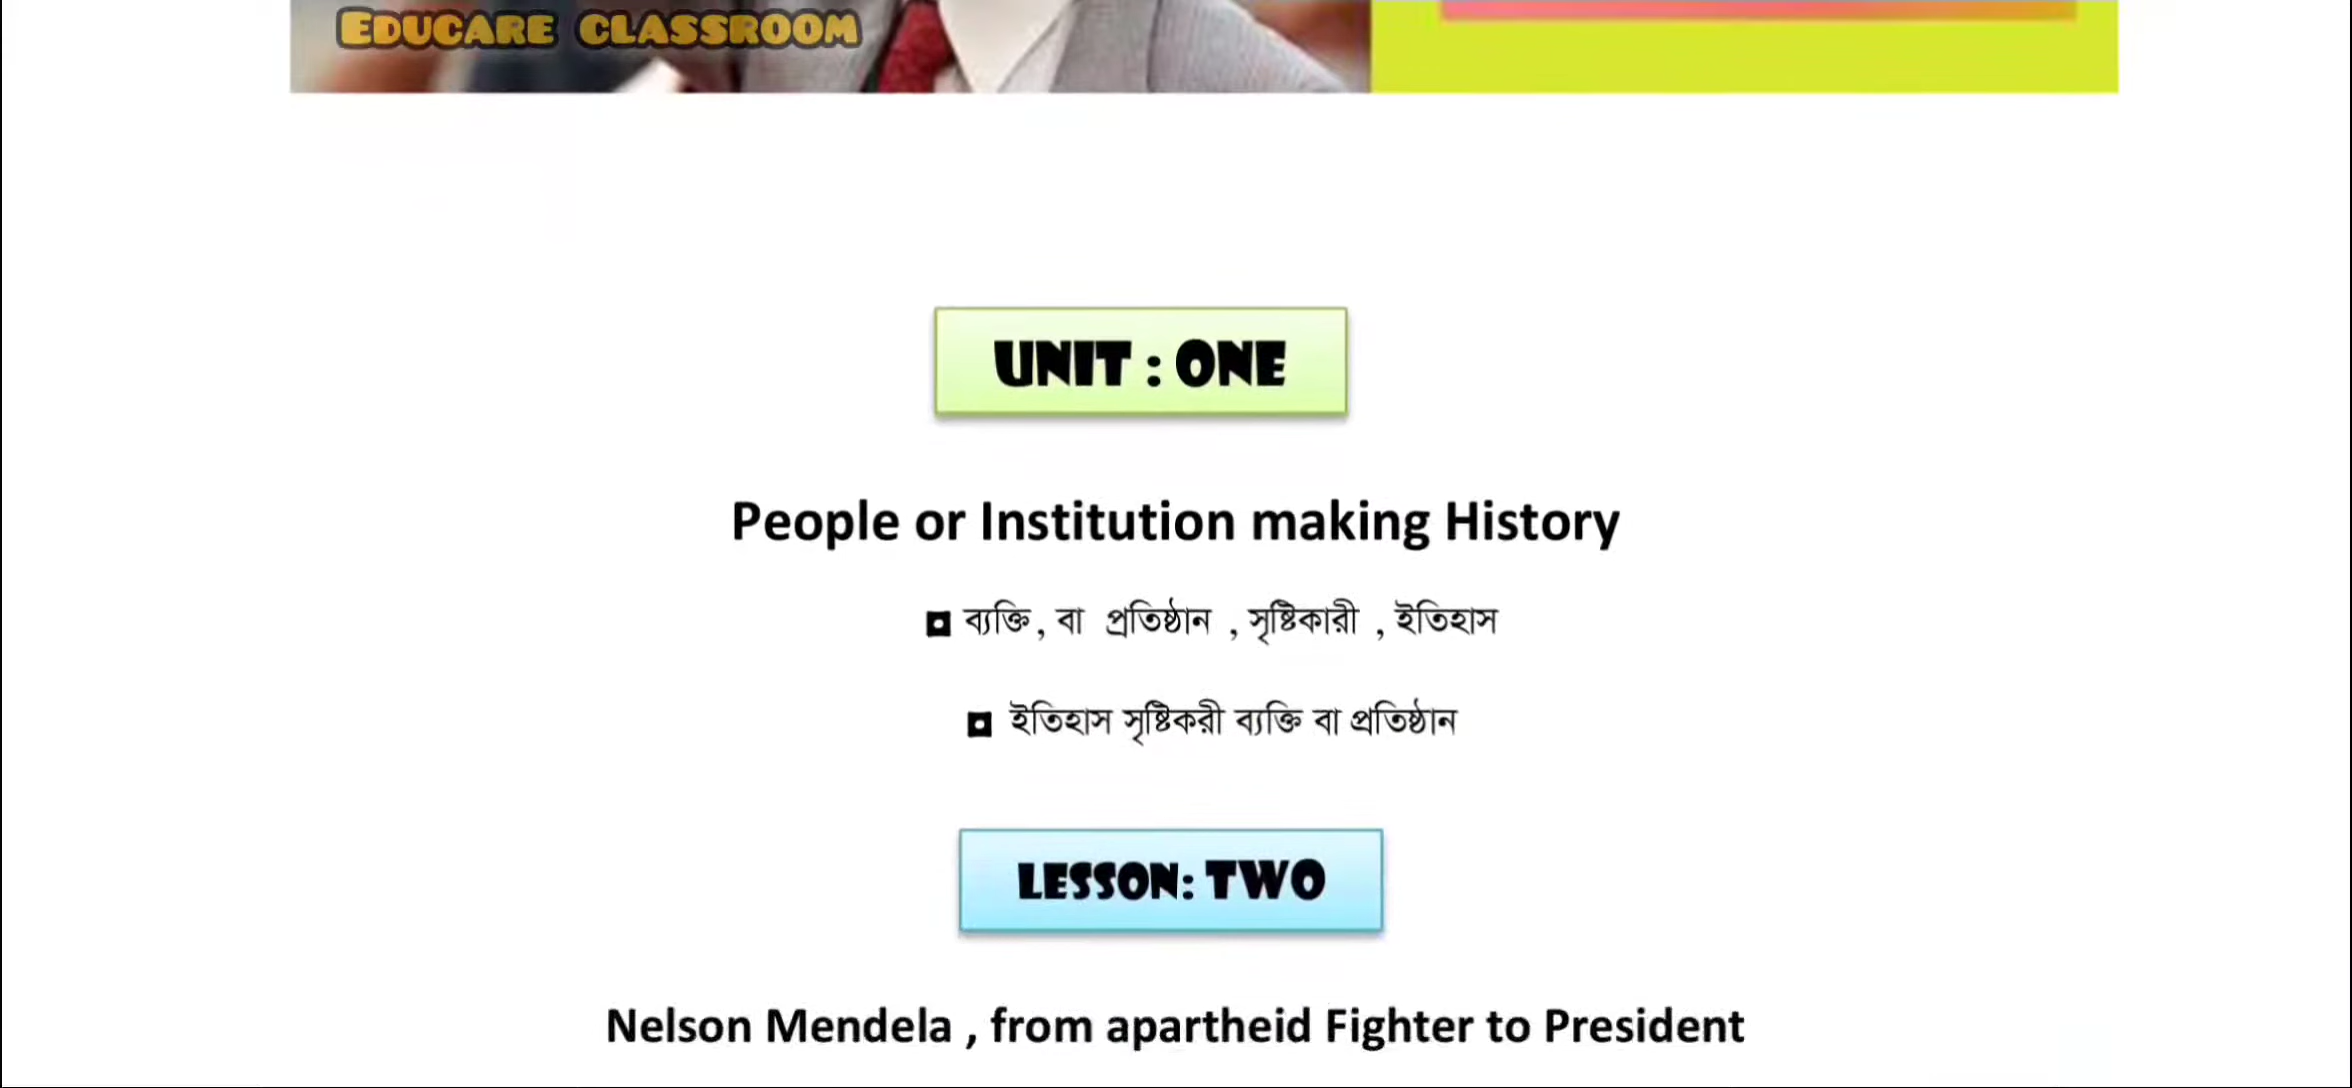 EDUCARE CLASSROOM
UNIT : ONE
People or Institution making History
ব্যক্তি, বা প্রতিষ্ঠান , সৃষ্টিকারী , ইতিহাস
ইতিহাস সৃষ্টিকরী ব্যক্তি বা প্রতিষ্ঠান
LESSON: TWO
Nelson Mendela , from apartheid Fighter to President